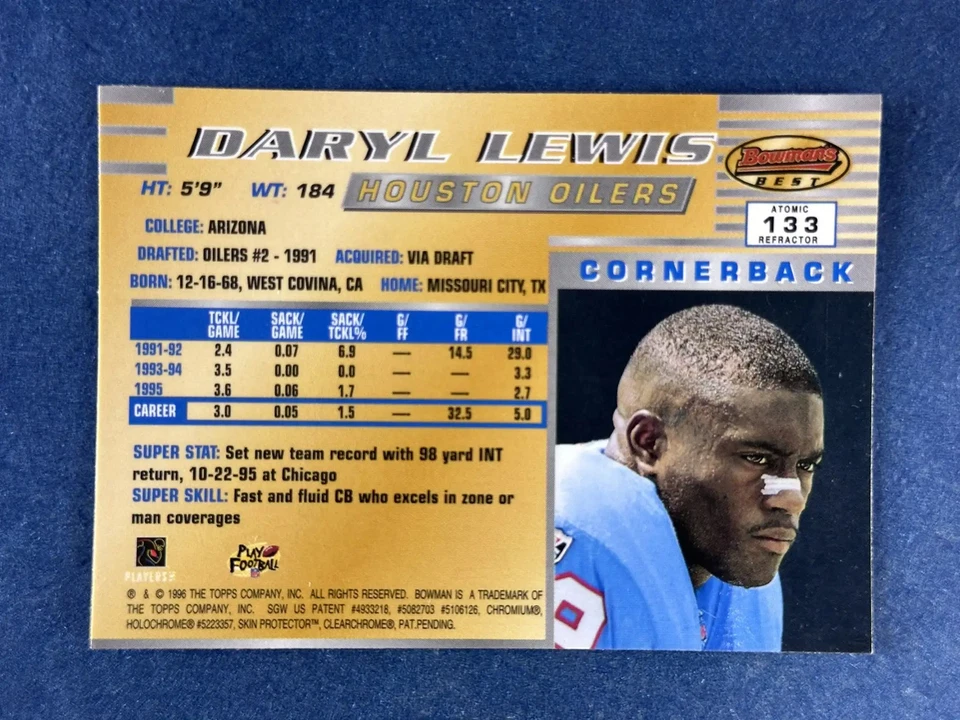 DARYL LEWIS
Bowman's
BEST
HT: 5'9" WT: 184 HOUSTON OILERS
ATOMIC
133
REFRACTOR
COLLEGE: ARIZONA
DRAFTED: OILERS #2 - 1991 ACQUIRED: VIA DRAFT
BORN: 12-16-68, WEST COVINA, CA HOME: MISSOURI CITY, TX
CORNERBACK
TCKL/ SACK/ SACK/ G/ G/ G/
GAME GAME TCKL% FF FR INT
1991-92 2.4 0.07 6.9 — 14.5 29.0
1993-94 3.5 0.00 0.0 — — 3.3
1995 3.6 0.06 1.7 — — 2.7
CAREER 3.0 0.05 1.5 — 32.5 5.0
SUPER STAT: Set new team record with 98 yard INT
return, 10-22-95 at Chicago
SUPER SKILL: Fast and fluid CB who excels in zone or
man coverages
PLAYERS
PLAY
FOOTBALL
® & © 1996 THE TOPPS COMPANY, INC. ALL RIGHTS RESERVED. BOWMAN IS A TRADEMARK OF
THE TOPPS COMPANY, INC. SGW US PATENT #4933218, #5082703 #5106126, CHROMIUM®,
HOLOCHROME® #5223357, SKIN PROTECTOR™, CLEARCHROME®, PAT.PENDING.